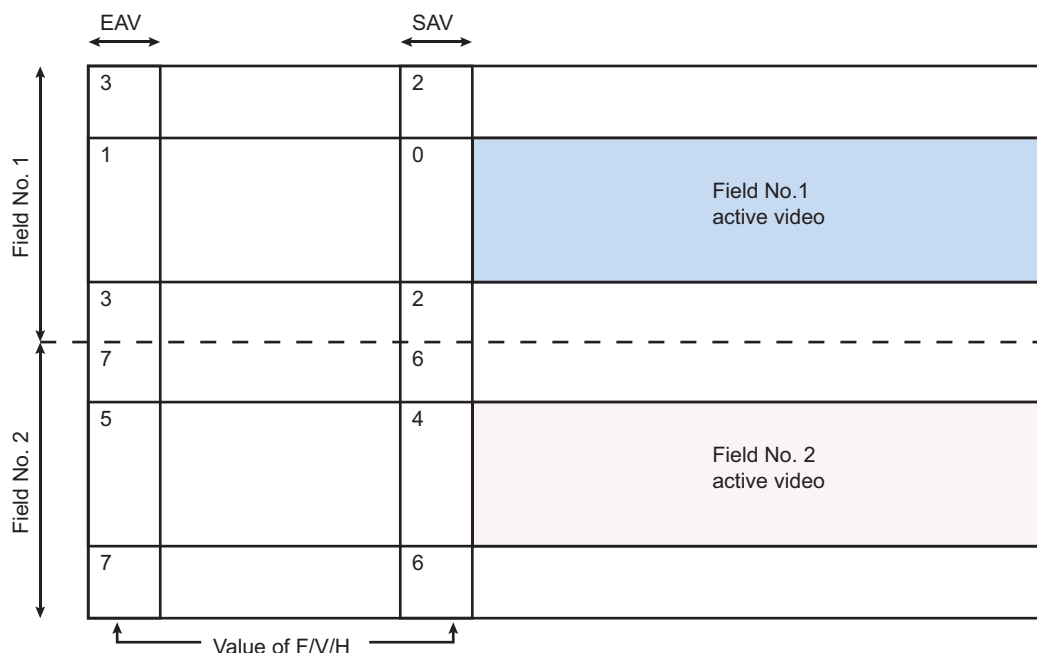 EAV SAV
3 2
1 0
Field No.1
active video
Field No. 1
3 2
7 6
5 4
Field No. 2
active video
Field No. 2
7 6
Value of F/V/H